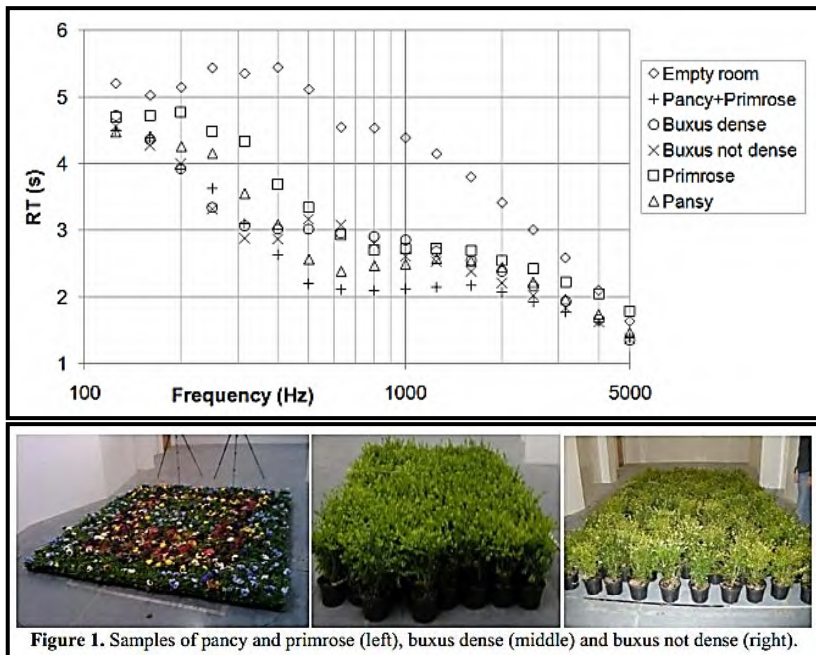 6
5
4
3
2
1
RT (s)
100
Frequency (Hz)
1000
5000
Empty room
Pancy+Primrose
Buxus dense
Buxus not dense
Primrose
Pansy
Figure 1. Samples of pancy and primrose (left), buxus dense (middle) and buxus not dense (right).